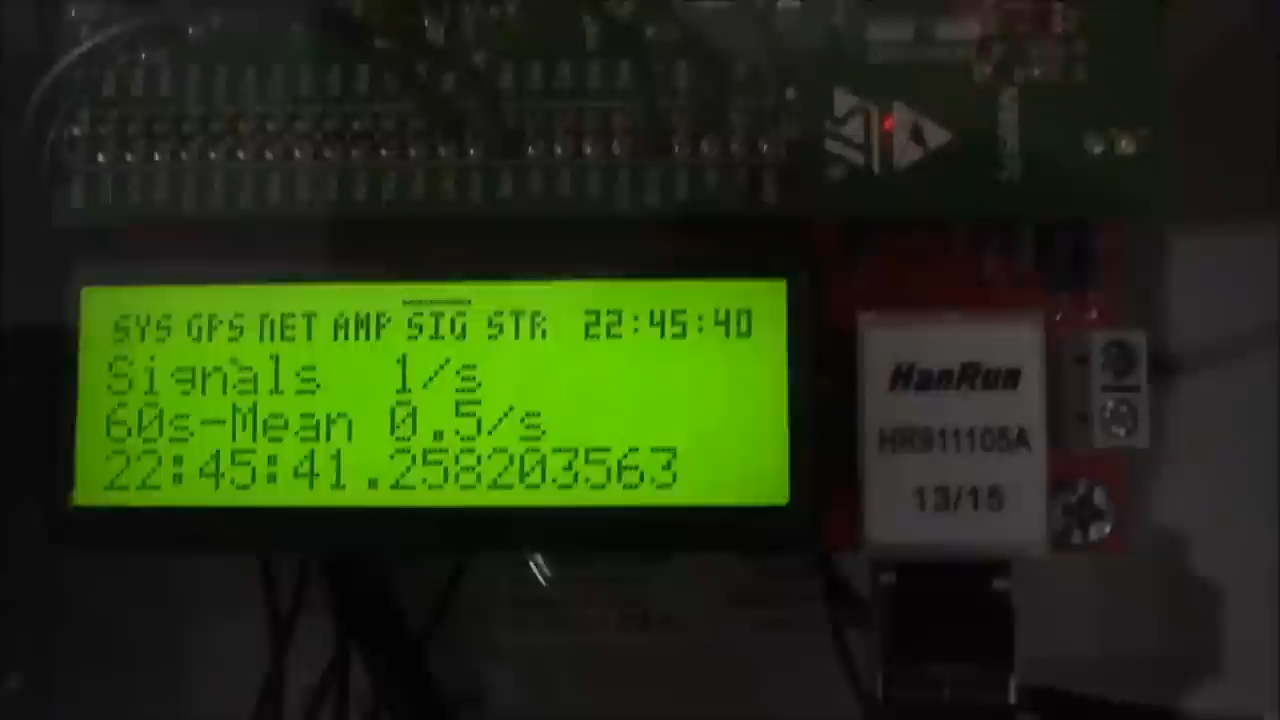 SYS GPS NET AMP SIG STR 22:45:40
Signals 1/s
60s-Mean 0.5/s
22:45:41.258203563
HanRun
HR911105A
13/15